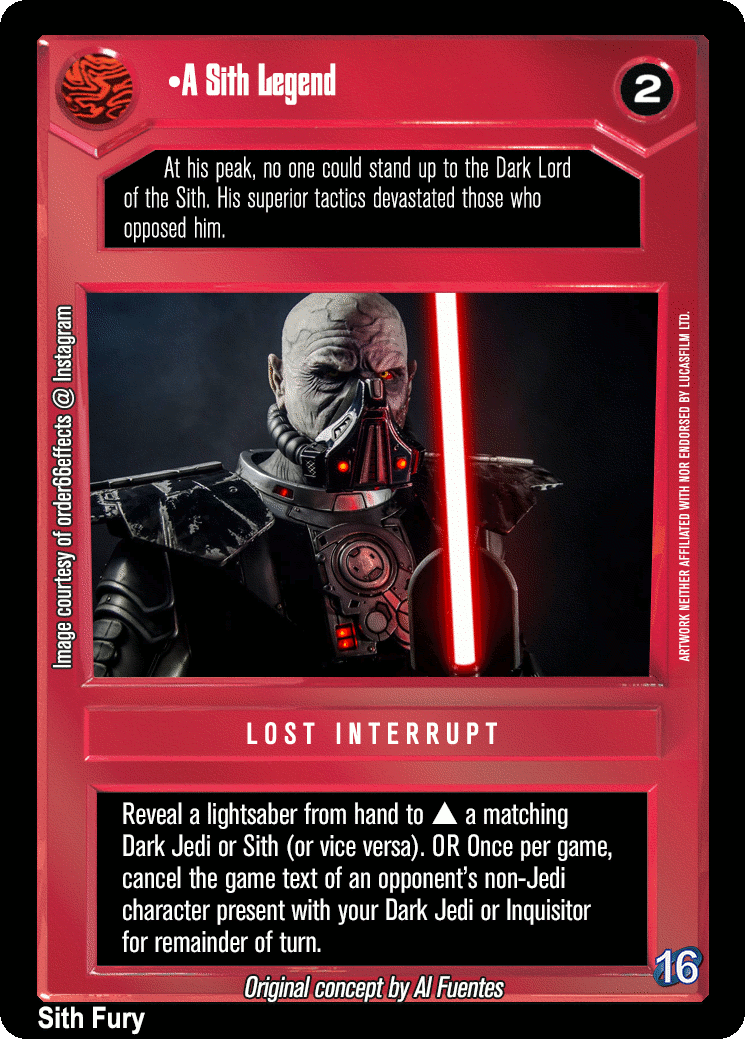 •A Sith Legend
2
At his peak, no one could stand up to the Dark Lord
of the Sith. His superior tactics devastated those who
opposed him.
Image courtesy of order66effects @ Instagram
ARTWORK NEITHER AFFILIATED WITH NOR ENDORSED BY LUCASFILM LTD.
LOST INTERRUPT
Reveal a lightsaber from hand to ▲ a matching
Dark Jedi or Sith (or vice versa). OR Once per game,
cancel the game text of an opponent's non-Jedi
character present with your Dark Jedi or Inquisitor
for remainder of turn.
16
Original concept by Al Fuentes
Sith Fury